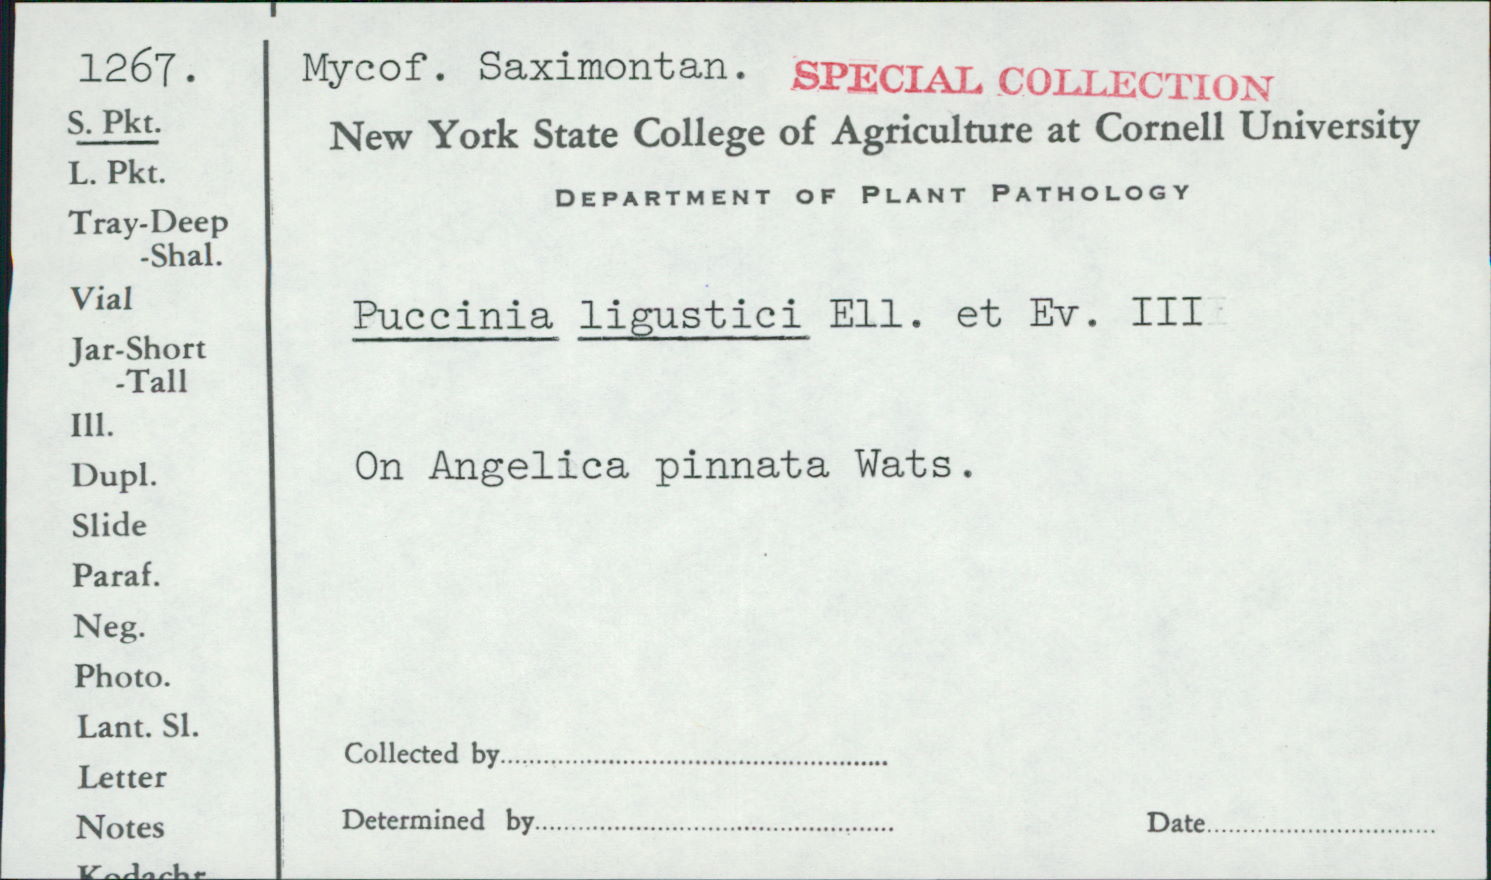 1267.
S. Pkt.
L. Pkt.
Tray-Deep
-Shal.
Vial
Jar-Short
-Tall
Ill.
Dupl.
Slide
Paraf.
Neg.
Photo.
Lant. Sl.
Letter
Notes
Kodachr.
Mycof. Saximontan. SPECIAL COLLECTION
New York State College of Agriculture at Cornell University
DEPARTMENT OF PLANT PATHOLOGY
Puccinia ligustici Ell. et Ev. III
On Angelica pinnata Wats.
Collected by
Determined by
Date